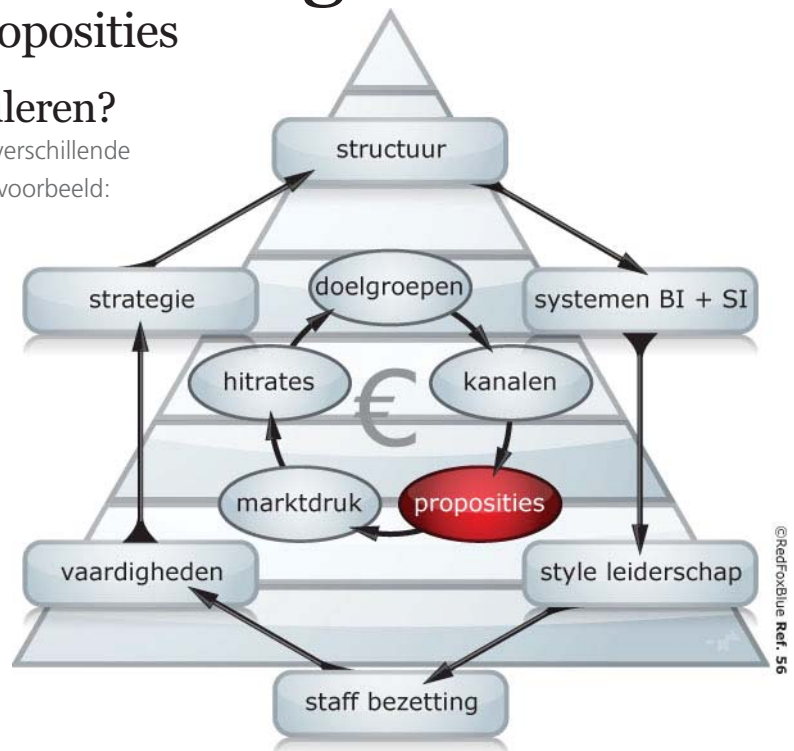 oposities
leren?
verschillende
voorbeeld:
structuur
strategie
doelgroepen
systemen BI + SI
hitrates
€
kanalen
marktdruk
proposities
vaardigheden
style leiderschap
staff bezetting
©RedFoxBlue Ref. 56